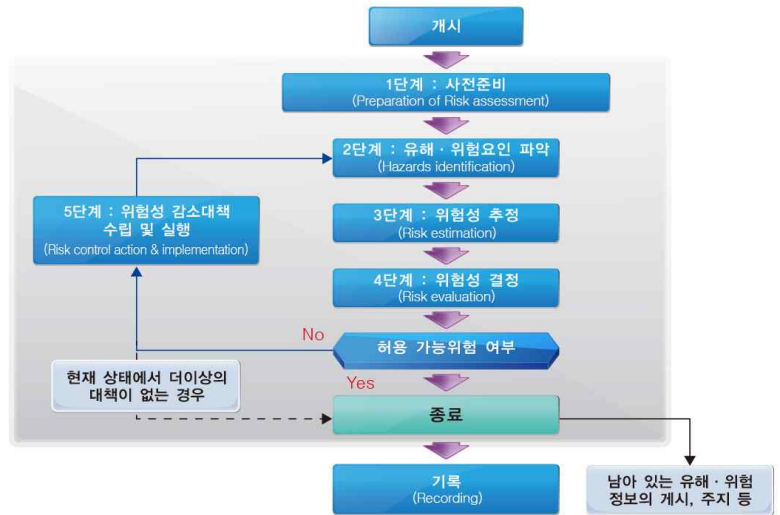 개시
1단계 : 사전준비
(Preparation of Risk assessment)
2단계 : 유해·위험요인 파악
(Hazards identification)
5단계 : 위험성 감소대책
수립 및 실행
(Risk control action & implementation)
3단계 : 위험성 추정
(Risk estimation)
4단계 : 위험성 결정
(Risk evaluation)
No
허용 가능위험 여부
Yes
현재 상태에서 더이상의
대책이 없는 경우
종료
기록
(Recording)
남아 있는 유해·위험
정보의 게시, 주지 등